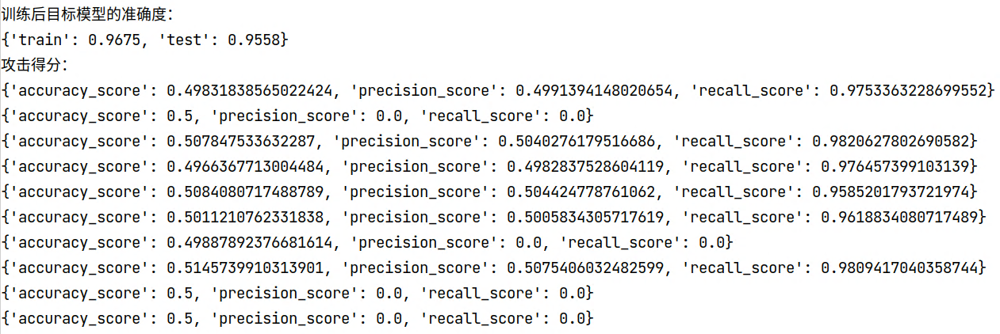 训练后目标模型的准确度:
{'train': 0.9675, 'test': 0.9558}
攻击得分:
{'accuracy_score': 0.49831838565022424, 'precision_score': 0.4991394148020654, 'recall_score': 0.9753363228699552}
{'accuracy_score': 0.5, 'precision_score': 0.0, 'recall_score': 0.0}
{'accuracy_score': 0.507847533632287, 'precision_score': 0.5040276179516686, 'recall_score': 0.9820627802690582}
{'accuracy_score': 0.4966367713004484, 'precision_score': 0.4982837528604119, 'recall_score': 0.976457399103139}
{'accuracy_score': 0.5084080717488789, 'precision_score': 0.504424778761062, 'recall_score': 0.9585201793721974}
{'accuracy_score': 0.5011210762331838, 'precision_score': 0.5005834305717619, 'recall_score': 0.9618834080717489}
{'accuracy_score': 0.49887892376681614, 'precision_score': 0.0, 'recall_score': 0.0}
{'accuracy_score': 0.5145739910313901, 'precision_score': 0.5075406032482599, 'recall_score': 0.9809417040358744}
{'accuracy_score': 0.5, 'precision_score': 0.0, 'recall_score': 0.0}
{'accuracy_score': 0.5, 'precision_score': 0.0, 'recall_score': 0.0}